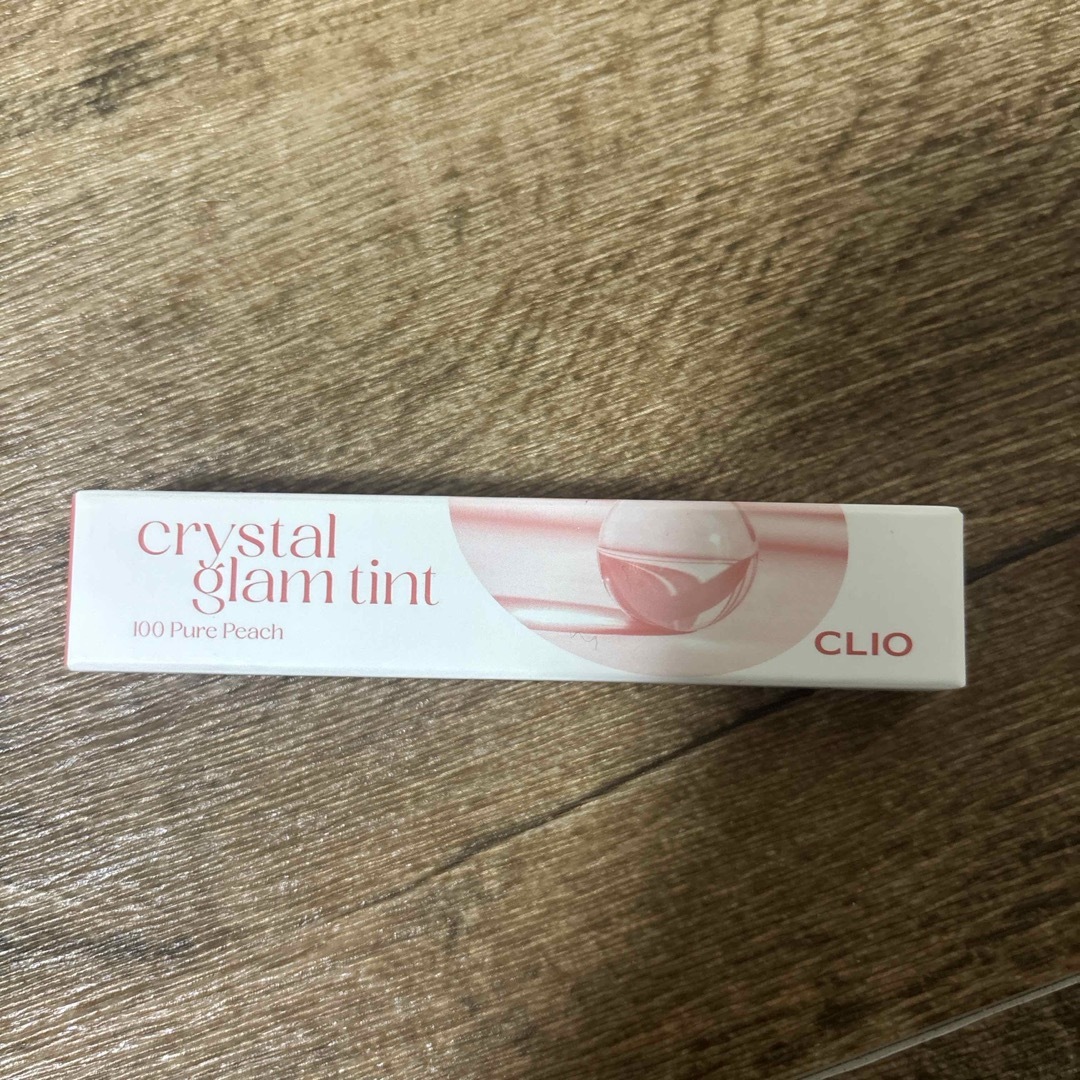 crystal
glam tint
100 Pure Peach
CLIO